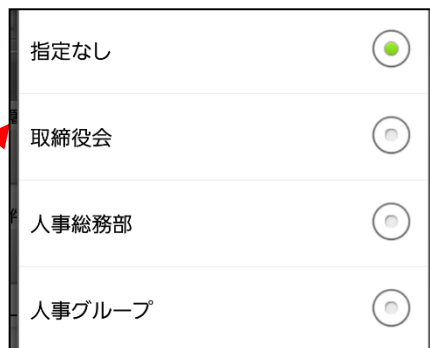 指定なし
取締役会
人事総務部
人事グループ